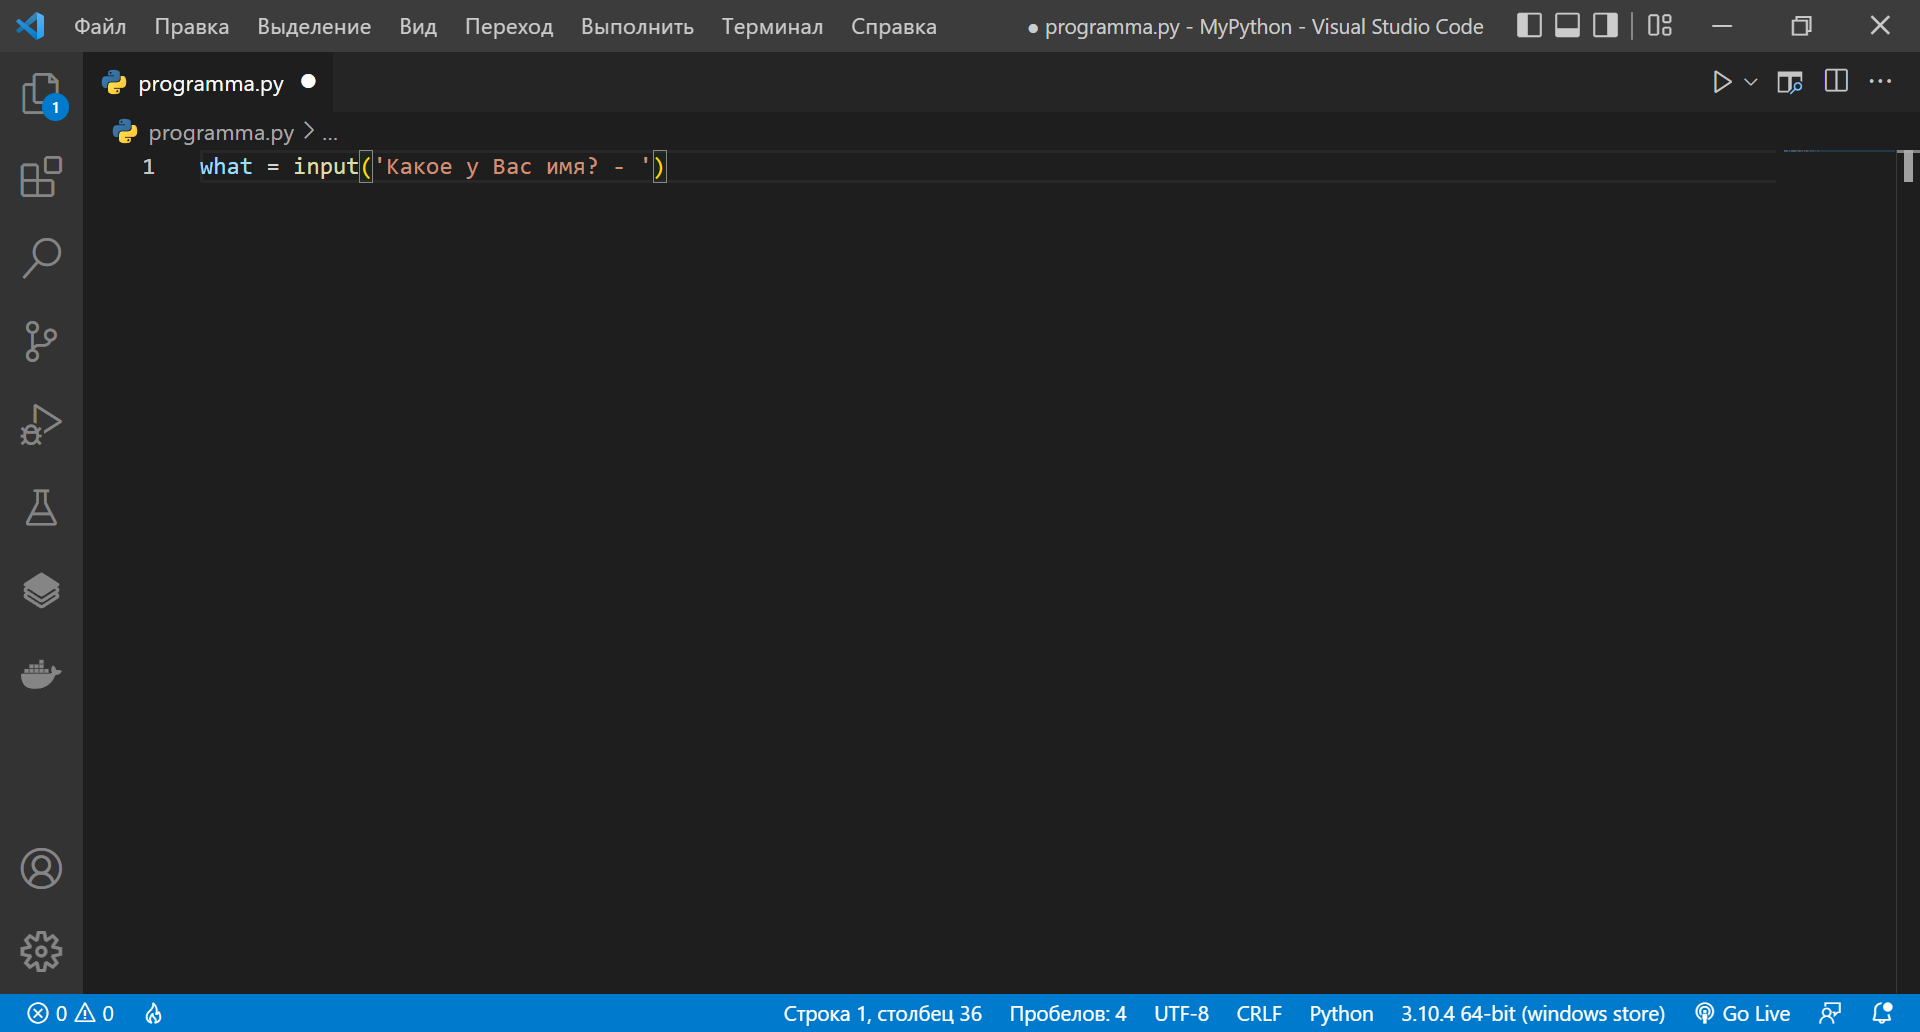 Файл Правка Выделение Вид Переход Выполнить Терминал Справка ● programma.py - MyPython - Visual Studio Code
programma.py
1
programma.py > ...
1 what = input('Какое у Вас имя? - ')
0 0 Строка 1, столбец 36 Пробелов: 4 UTF-8 CRLF Python 3.10.4 64-bit (windows store) Go Live